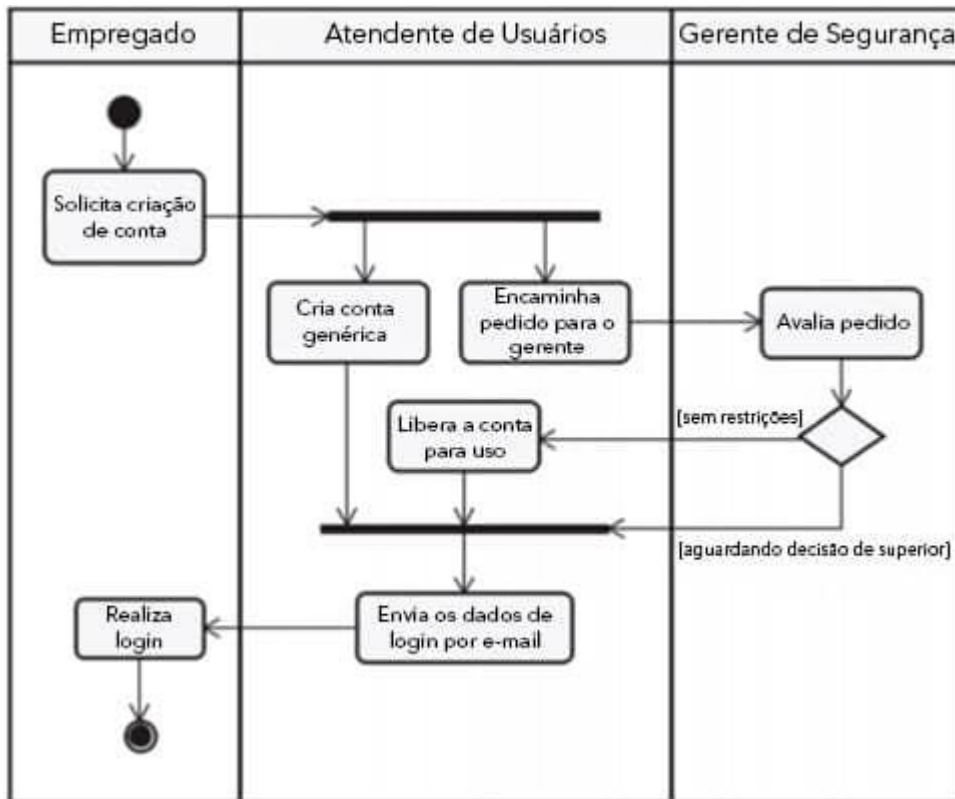 Empregado
Atendente de Usuários
Gerente de Segurança
Solicita criação
de conta
Cria conta
genérica
Encaminha
pedido para o
gerente
Avalia pedido
[sem restrições]
Libera a conta
para uso
[aguardando decisão de superior]
Envia os dados de
login por e-mail
Realiza
login